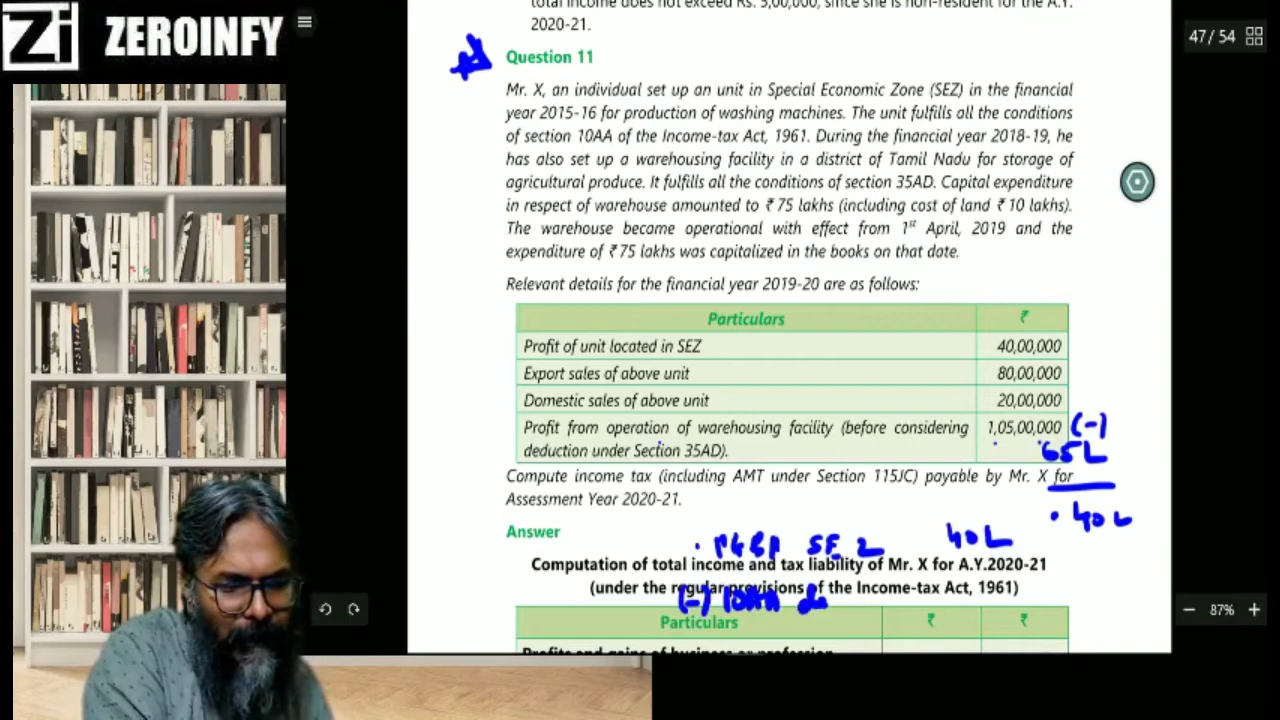 Zi ZEROINFY
47 / 54
total income does not exceed Rs. 5,00,000, since she is non-resident for the A.Y.
2020-21.
Question 11
Mr. X, an individual set up an unit in Special Economic Zone (SEZ) in the financial
year 2015-16 for production of washing machines. The unit fulfills all the conditions
of section 10AA of the Income-tax Act, 1961. During the financial year 2018-19, he
has also set up a warehousing facility in a district of Tamil Nadu for storage of
agricultural produce. It fulfills all the conditions of section 35AD. Capital expenditure
in respect of warehouse amounted to ₹ 75 lakhs (including cost of land ₹ 10 lakhs).
The warehouse became operational with effect from 1st April, 2019 and the
expenditure of ₹ 75 lakhs was capitalized in the books on that date.
Relevant details for the financial year 2019-20 are as follows:
Particulars ₹
Profit of unit located in SEZ 40,00,000
Export sales of above unit 80,00,000
Domestic sales of above unit 20,00,000
Profit from operation of warehousing facility (before considering 1,05,00,000 (-)
deduction under Section 35AD). 65L
Compute income tax (including AMT under Section 115JC) payable by Mr. X for
Assessment Year 2020-21. 40L
Answer
PGBP SEZ 40L
Computation of total income and tax liability of Mr. X for A.Y.2020-21
(under the regular provisions of the Income-tax Act, 1961)
(-) 10AA
Particulars ₹ ₹
Profits and gains of business or profession
87%